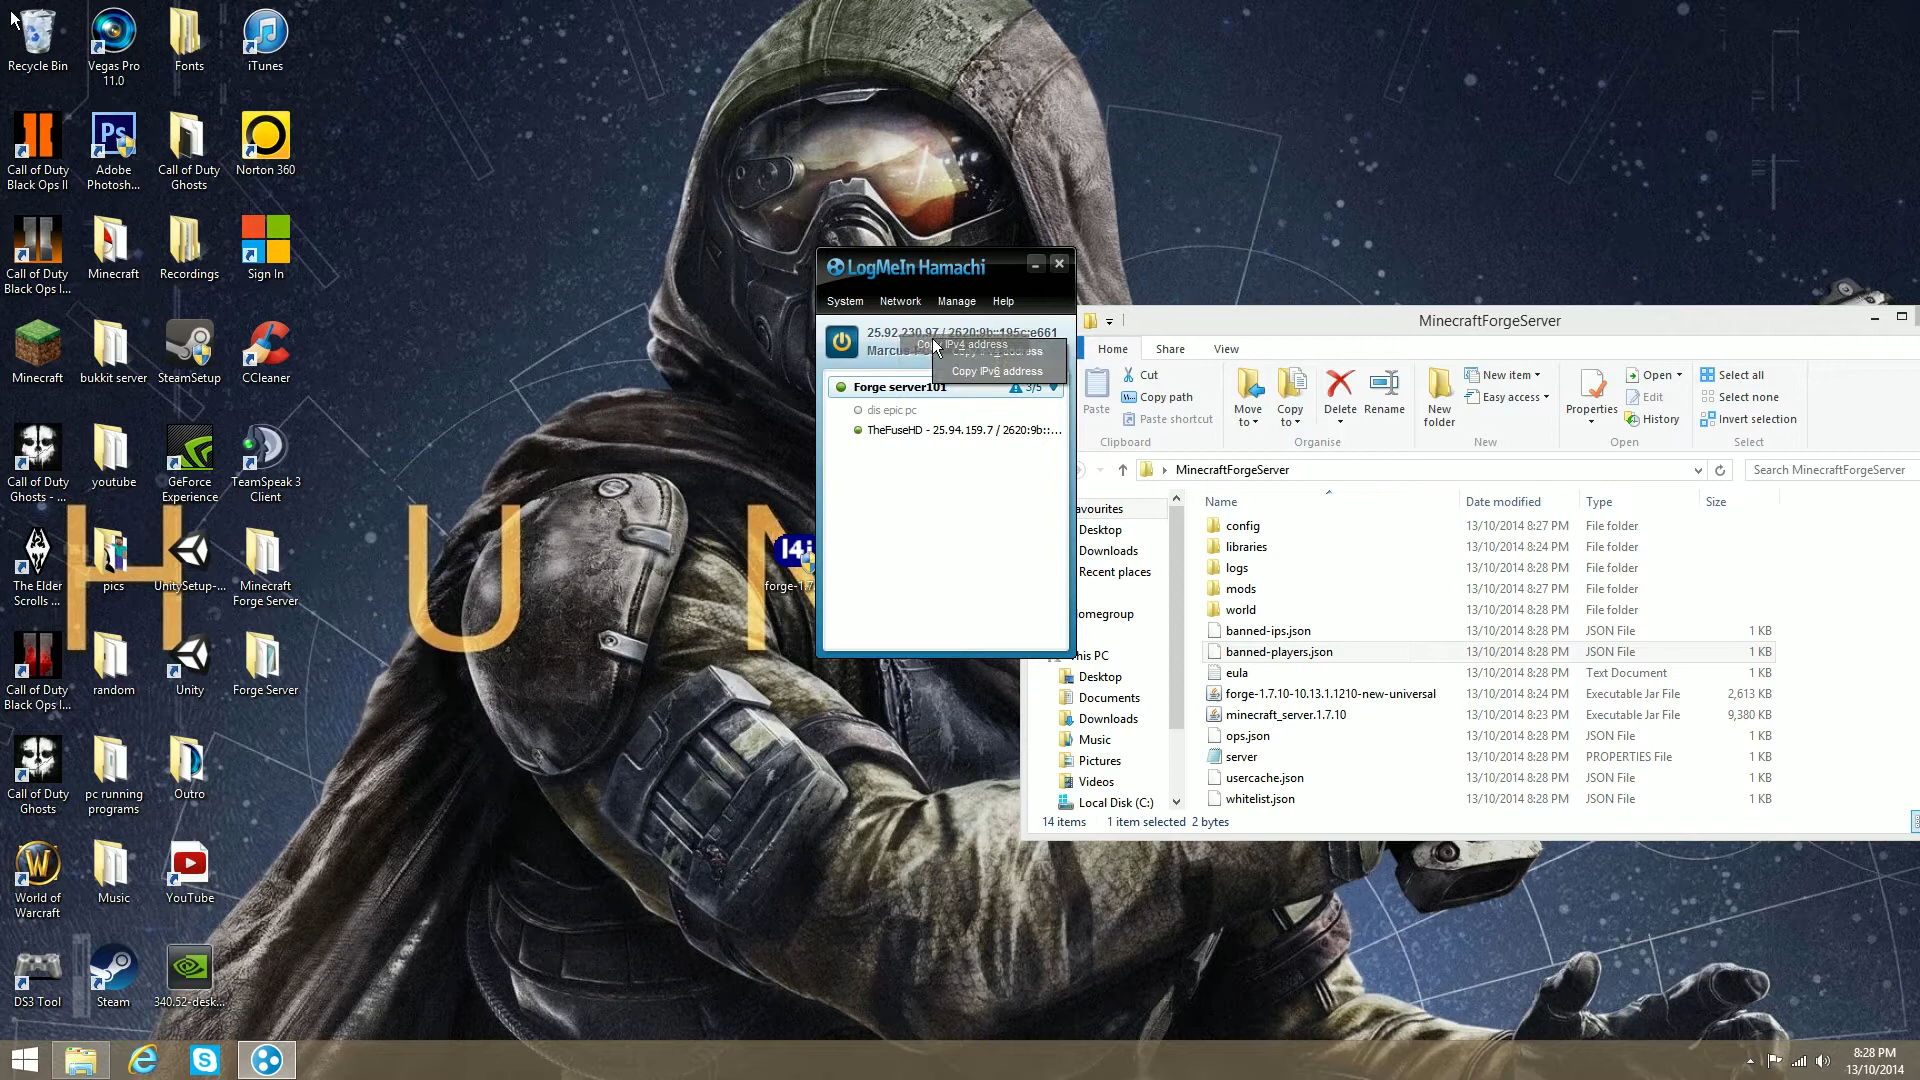 Recycle Bin
Vegas Pro
11.0
Fonts
iTunes
Call of Duty
Black Ops II
Ps
Adobe
Photosh...
Call of Duty
Ghosts
Norton 360
Call of Duty
Black Ops I...
Minecraft
Recordings
Sign In
Minecraft
bukkit server
SteamSetup
CCleaner
Call of Duty
Ghosts - ...
youtube
GeForce
Experience
TeamSpeak 3
Client
The Elder
Scrolls ...
pics
UnitySetup-...
Minecraft
Forge Server
Call of Duty
Black Ops I...
random
Unity
Forge Server
Call of Duty
Ghosts
pc running
programs
Outro
World of
Warcraft
Music
YouTube
DS3 Tool
Steam
340.52-desk...
H U N
l4j
forge-1.7
LogMeIn Hamachi
System Network Manage Help
25.92.230.97 / 2620:9b::195c:e661
Marcus-
Copy IPv4 address
Copy IPv6 address
Forge server101 3/5
dis epic pc
TheFuseHD - 25.94.159.7 / 2620:9b::...
MinecraftForgeServer
Home Share View
Paste
Cut
Copy path
Paste shortcut
Clipboard
Move
to
Copy
to
Delete
Rename
Organise
New
folder
New item
Easy access
New
Properties
Open
Edit
History
Open
Select all
Select none
Invert selection
Select
MinecraftForgeServer
Search MinecraftForgeServer
avourites
Desktop
Downloads
Recent places
omegroup
his PC
Desktop
Documents
Downloads
Music
Pictures
Videos
Local Disk (C:)
Name Date modified Type Size
config 13/10/2014 8:27 PM File folder
libraries 13/10/2014 8:24 PM File folder
logs 13/10/2014 8:28 PM File folder
mods 13/10/2014 8:27 PM File folder
world 13/10/2014 8:28 PM File folder
banned-ips.json 13/10/2014 8:28 PM JSON File 1 KB
banned-players.json 13/10/2014 8:28 PM JSON File 1 KB
eula 13/10/2014 8:28 PM Text Document 1 KB
forge-1.7.10-10.13.1.1210-new-universal 13/10/2014 8:24 PM Executable Jar File 2,613 KB
minecraft_server.1.7.10 13/10/2014 8:23 PM Executable Jar File 9,380 KB
ops.json 13/10/2014 8:28 PM JSON File 1 KB
server 13/10/2014 8:28 PM PROPERTIES File 1 KB
usercache.json 13/10/2014 8:28 PM JSON File 1 KB
whitelist.json 13/10/2014 8:28 PM JSON File 1 KB
14 items 1 item selected 2 bytes
8:28 PM
13/10/2014